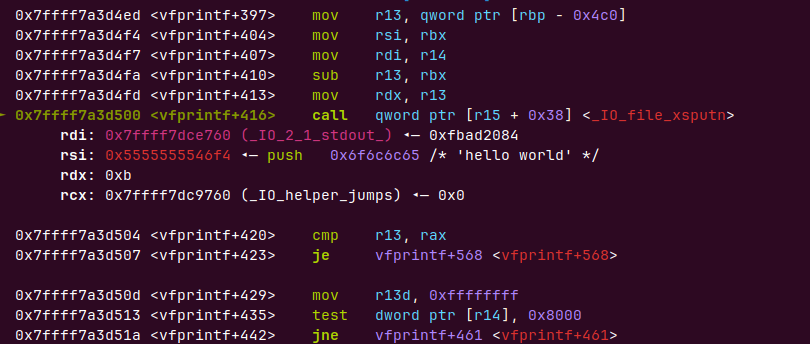 0x7ffff7a3d4ed <vfprintf+397> mov r13, qword ptr [rbp - 0x4c0]
0x7ffff7a3d4f4 <vfprintf+404> mov rsi, rbx
0x7ffff7a3d4f7 <vfprintf+407> mov rdi, r14
0x7ffff7a3d4fa <vfprintf+410> sub r13, rbx
0x7ffff7a3d4fd <vfprintf+413> mov rdx, r13
► 0x7ffff7a3d500 <vfprintf+416> call qword ptr [r15 + 0x38] <_IO_file_xsputn>
rdi: 0x7ffff7dce760 (_IO_2_1_stdout_) ◂— 0xfbad2084
rsi: 0x5555555546f4 ◂— push 0x6f6c6c65 /* 'hello world' */
rdx: 0xb
rcx: 0x7ffff7dc9760 (_IO_helper_jumps) ◂— 0x0
0x7ffff7a3d504 <vfprintf+420> cmp r13, rax
0x7ffff7a3d507 <vfprintf+423> je vfprintf+568 <vfprintf+568>
0x7ffff7a3d50d <vfprintf+429> mov r13d, 0xffffffff
0x7ffff7a3d513 <vfprintf+435> test dword ptr [r14], 0x8000
0x7ffff7a3d51a <vfprintf+442> jne vfprintf+461 <vfprintf+461>